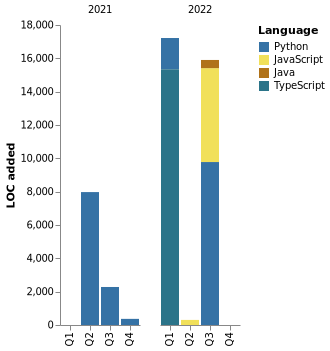 2021
2022
18,000
16,000
14,000
12,000
10,000
8,000
6,000
4,000
2,000
0
LOC added
Q1
Q2
Q3
Q4
Q1
Q2
Q3
Q4
Language
Python
JavaScript
Java
TypeScript